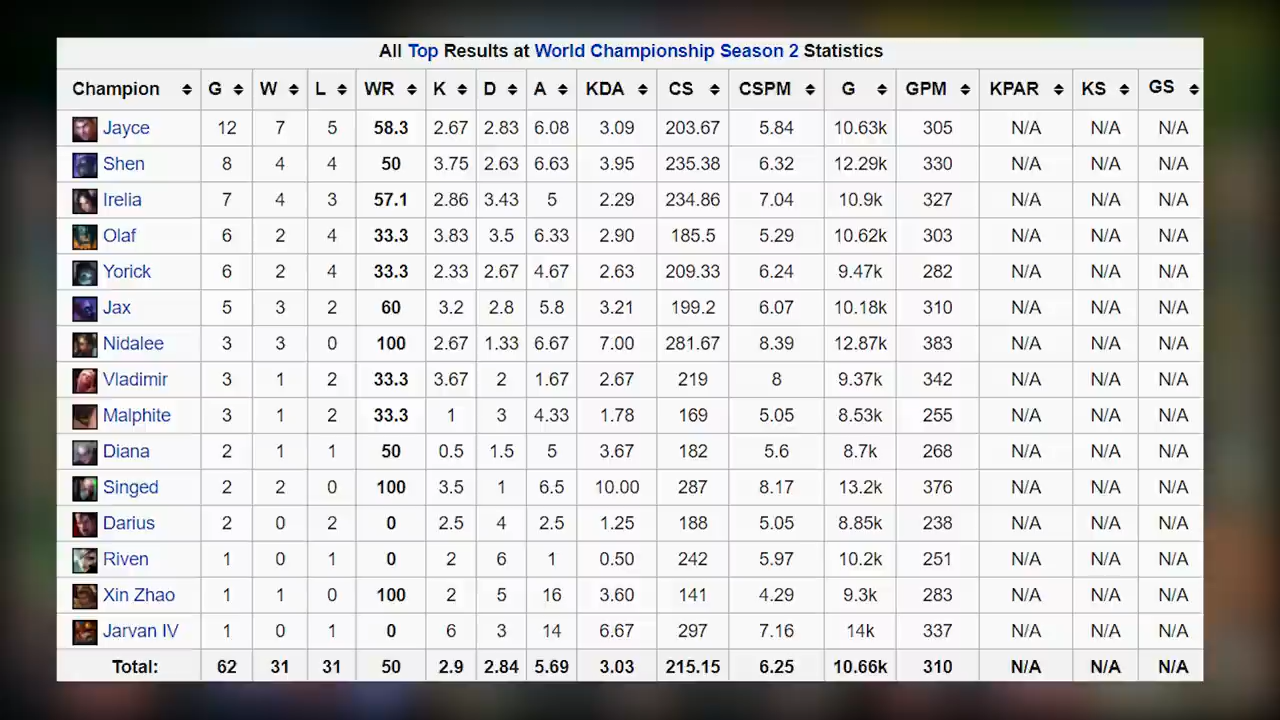 All Top Results at World Championship Season 2 Statistics
Champion G W L WR K D A KDA CS CSPM G GPM KPAR KS GS
Jayce 12 7 5 58.3 2.67 2.83 6.08 3.09 203.67 5.84 10.63k 305 N/A N/A N/A
Shen 8 4 4 50 3.75 2.63 6.63 3.95 235.38 6.32 12.29k 330 N/A N/A N/A
Irelia 7 4 3 57.1 2.86 3.43 5 2.29 234.86 7.04 10.9k 327 N/A N/A N/A
Olaf 6 2 4 33.3 3.83 3.5 6.33 2.90 185.5 5.29 10.62k 303 N/A N/A N/A
Yorick 6 2 4 33.3 2.33 2.67 4.67 2.63 209.33 6.24 9.47k 282 N/A N/A N/A
Jax 5 3 2 60 3.2 2.8 5.8 3.21 199.2 6.07 10.18k 310 N/A N/A N/A
Nidalee 3 3 0 100 2.67 1.33 6.67 7.00 281.67 8.39 12.87k 383 N/A N/A N/A
Vladimir 3 1 2 33.3 3.67 2 1.67 2.67 219 8 9.37k 342 N/A N/A N/A
Malphite 3 1 2 33.3 1 3 4.33 1.78 169 5.05 8.53k 255 N/A N/A N/A
Diana 2 1 1 50 0.5 1.5 5 3.67 182 5.6 8.7k 268 N/A N/A N/A
Singed 2 2 0 100 3.5 1 6.5 10.00 287 8.17 13.2k 376 N/A N/A N/A
Darius 2 0 2 0 2.5 4 2.5 1.25 188 5.05 8.85k 238 N/A N/A N/A
Riven 1 0 1 0 2 6 1 0.50 242 5.97 10.2k 251 N/A N/A N/A
Xin Zhao 1 1 0 100 2 5 16 3.60 141 4.29 9.3k 283 N/A N/A N/A
Jarvan IV 1 0 1 0 6 3 14 6.67 297 7.16 14k 337 N/A N/A N/A
Total: 62 31 31 50 2.9 2.84 5.69 3.03 215.15 6.25 10.66k 310 N/A N/A N/A